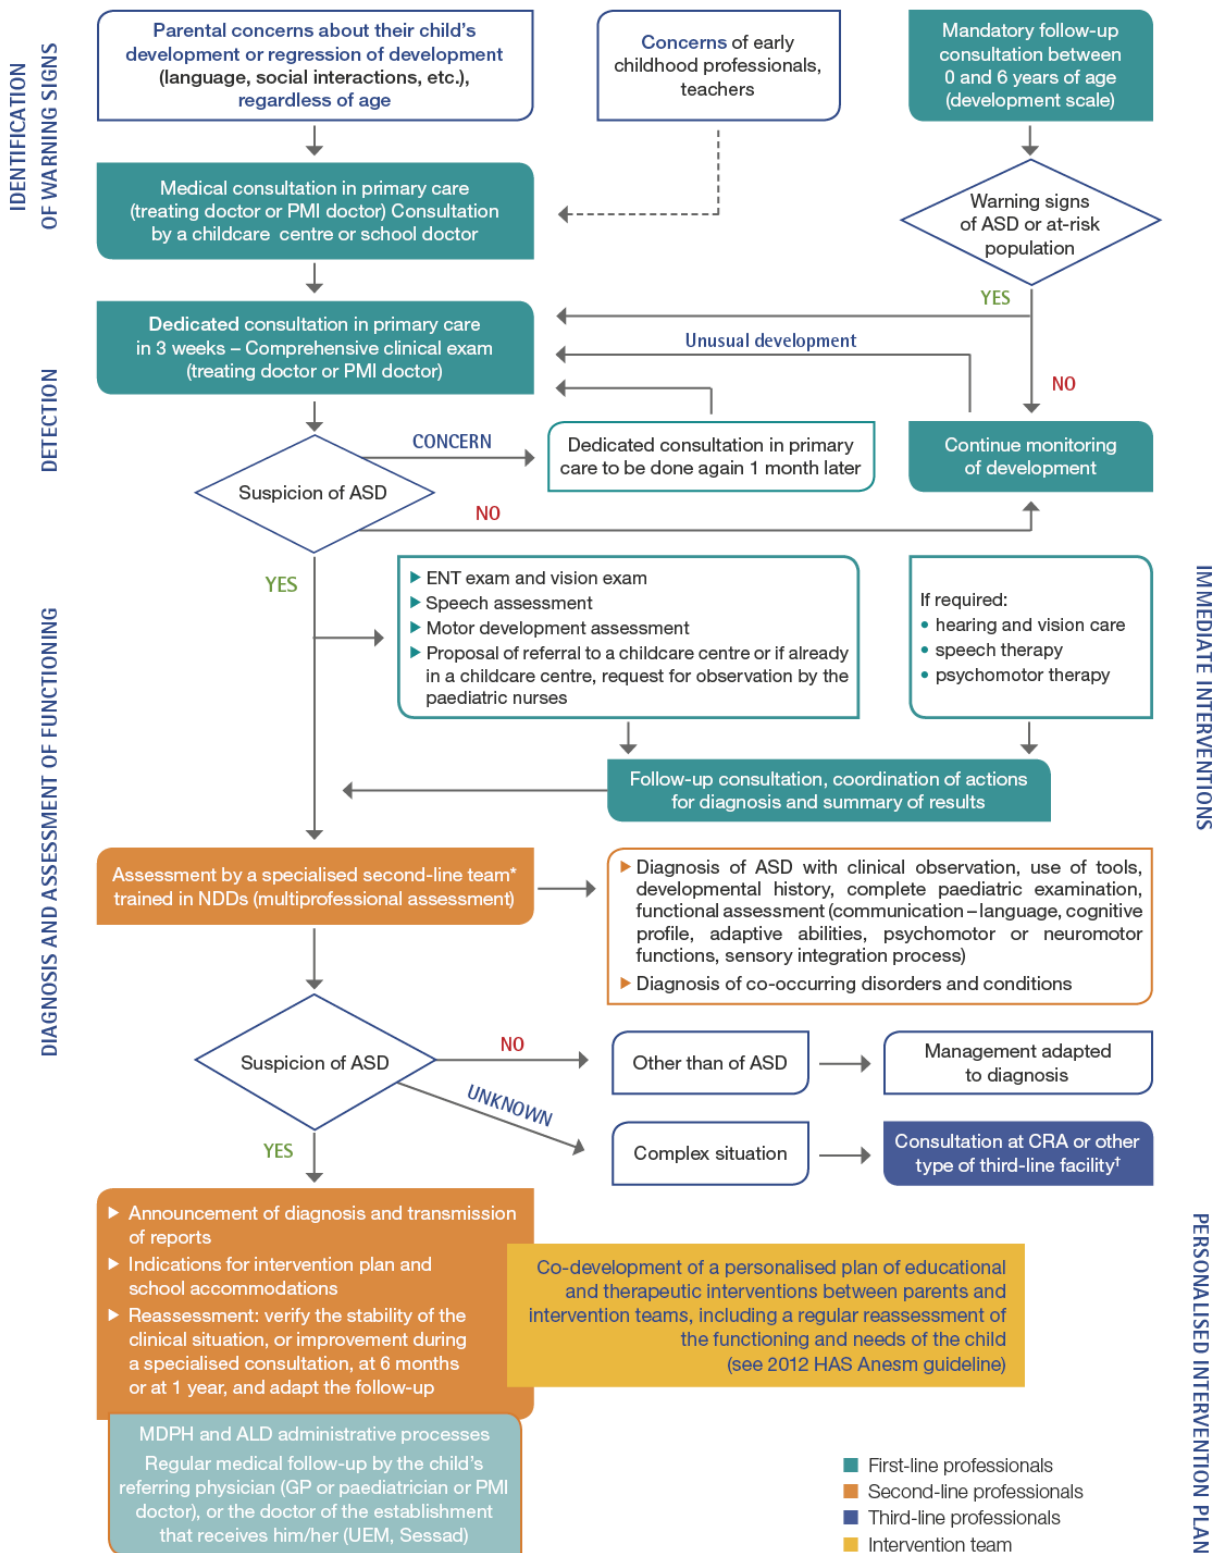 IDENTIFICATION
OF WARNING SIGNS
Parental concerns about their child's
development or regression of development
(language, social interactions, etc.),
regardless of age
Concerns of early
childhood professionals,
teachers
Mandatory follow-up
consultation between
0 and 6 years of age
(development scale)
Medical consultation in primary care
(treating doctor or PMI doctor) Consultation
by a childcare centre or school doctor
Warning signs
of ASD or at-risk
population
YES
NO
DETECTION
Dedicated consultation in primary care
in 3 weeks – Comprehensive clinical exam
(treating doctor or PMI doctor)
Unusual development
CONCERN
Dedicated consultation in primary
care to be done again 1 month later
Continue monitoring
of development
Suspicion of ASD
NO
YES
DIAGNOSIS AND ASSESSMENT OF FUNCTIONING
IMMEDIATE INTERVENTIONS
▶ ENT exam and vision exam
▶ Speech assessment
▶ Motor development assessment
▶ Proposal of referral to a childcare centre or if already
in a childcare centre, request for observation by the
paediatric nurses
If required:
• hearing and vision care
• speech therapy
• psychomotor therapy
Follow-up consultation, coordination of actions
for diagnosis and summary of results
Assessment by a specialised second-line team*
trained in NDDs (multiprofessional assessment)
▶ Diagnosis of ASD with clinical observation, use of tools,
developmental history, complete paediatric examination,
functional assessment (communication – language, cognitive
profile, adaptive abilities, psychomotor or neuromotor
functions, sensory integration process)
▶ Diagnosis of co-occurring disorders and conditions
Suspicion of ASD
NO
Other than of ASD
Management adapted
to diagnosis
UNKNOWN
Complex situation
Consultation at CRA or other
type of third-line facility†
YES
PERSONALISED INTERVENTION PLAN
▶ Announcement of diagnosis and transmission
of reports
▶ Indications for intervention plan and
school accommodations
▶ Reassessment: verify the stability of the
clinical situation, or improvement during
a specialised consultation, at 6 months
or at 1 year, and adapt the follow-up
Co-development of a personalised plan of educational
and therapeutic interventions between parents and
intervention teams, including a regular reassessment of
the functioning and needs of the child
(see 2012 HAS Anesm guideline)
MDPH and ALD administrative processes
Regular medical follow-up by the child's
referring physician (GP or paediatrician or PMI
doctor), or the doctor of the establishment
that receives him/her (UEM, Sessad)
First-line professionals
Second-line professionals
Third-line professionals
Intervention team